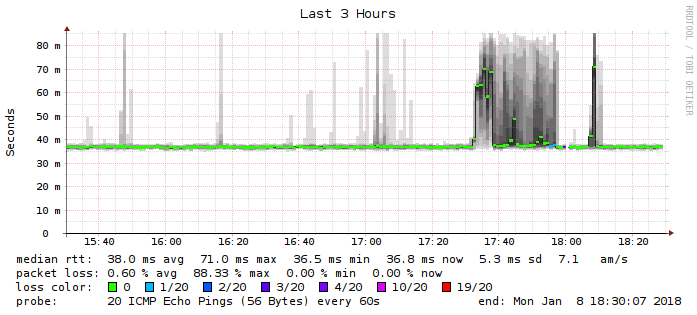 Last 3 Hours
RRDTOOL / TOBI OETIKER
Seconds
80 m
70 m
60 m
50 m
40 m
30 m
20 m
10 m
0
15:40 16:00 16:20 16:40 17:00 17:20 17:40 18:00 18:20
median rtt: 38.0 ms avg 71.0 ms max 36.5 ms min 36.8 ms now 5.3 ms sd 7.1 am/s
packet loss: 0.60 % avg 88.33 % max 0.00 % min 0.00 % now
loss color: 0 1/20 2/20 3/20 4/20 10/20 19/20
probe: 20 ICMP Echo Pings (56 Bytes) every 60s end: Mon Jan 8 18:30:07 2018